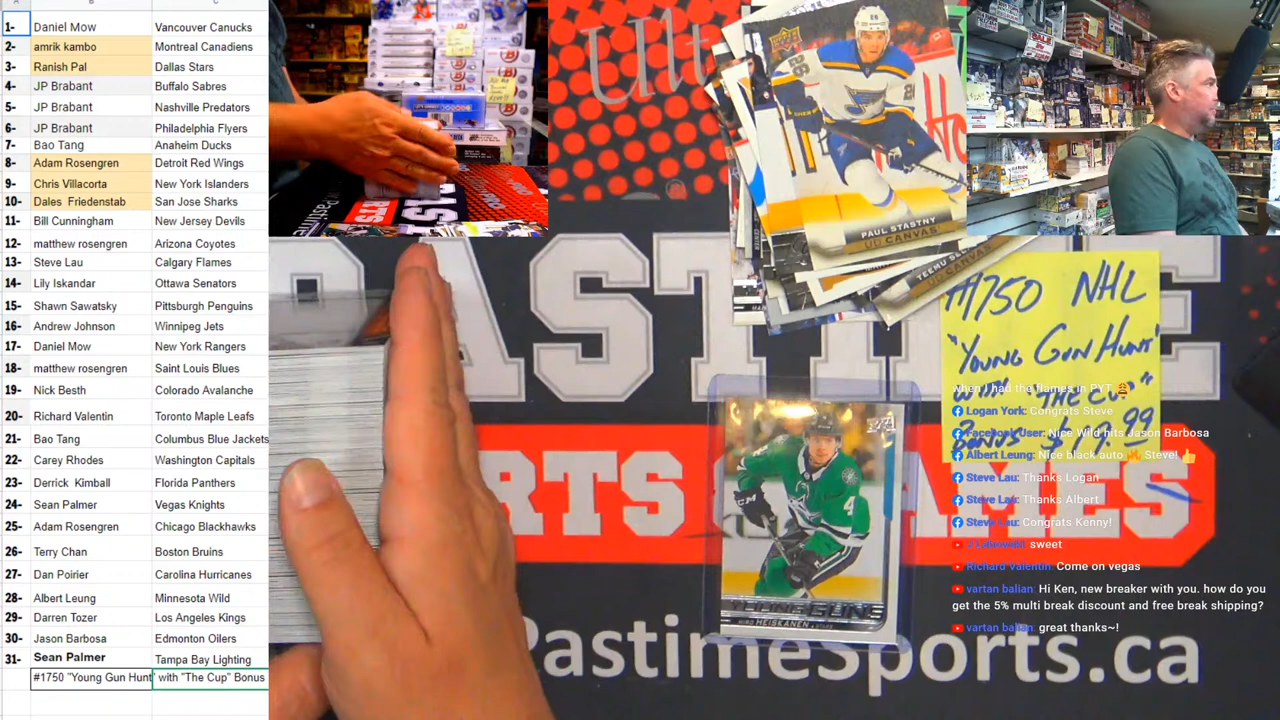 1- Daniel Mow Vancouver Canucks
2- amrik kambo Montreal Canadiens
3- Ranish Pal Dallas Stars
4- JP Brabant Buffalo Sabres
5- JP Brabant Nashville Predators
6- JP Brabant Philadelphia Flyers
7- Ben Bang Anaheim Ducks
8- Adam Rosengren Detroit Red Wings
9- Chris Villacorta New York Islanders
10- Dales Friedenstab San Jose Sharks
11- Bill Cunningham New Jersey Devils
12- matthew rosengren Arizona Coyotes
13- Steve Lau Calgary Flames
14- Lily Iskandar Ottawa Senators
15- Shawn Sawatsky Pittsburgh Penguins
16- Andrew Johnson Winnipeg Jets
17- Daniel Mow New York Rangers
18- matthew rosengren Saint Louis Blues
19- Nick Besth Colorado Avalanche
20- Richard Valentin Toronto Maple Leafs
21- Bao Tang Columbus Blue Jackets
22- Carey Rhodes Washington Capitals
23- Derrick Kimball Florida Panthers
24- Sean Palmer Vegas Knights
25- Adam Rosengren Chicago Blackhawks
26- Terry Chan Boston Bruins
27- Dan Poirier Carolina Hurricanes
28- Albert Leung Minnesota Wild
29- Darren Tozer Los Angeles Kings
30- Jason Barbosa Edmonton Oilers
31- Sean Palmer Tampa Bay Lighting
#1750 "Young Gun Hunt" with "The Cup" Bonus
Ult
26
PAUL STASTNY
UD CANVAS
TEEMU
UD CANVAS
PASTIME
SPORTS
GAMES
PastimeSports.ca
#1750 NHL
"Young Gun Hunt"
w/ "THE CUP"
Bonus
4
YOUNG GUNS
MIRO HEISKANEN
when I had the flames in PYT 😩
Logan York: Congrats Steve
Facebook User: Nice Wild hits Jason Barbosa
Albert Leung: Nice black auto 🔥 Steve! 👍
Steve Lau: Thanks Logan
Steve Lau: Thanks Albert
Steve Lau: Congrats Kenny!
sweet
Richard Valentin: Come on vegas
vartan balian: Hi Ken, new breaker with you. how do you
get the 5% multi break discount and free break shipping?
vartan balian: great thanks~!